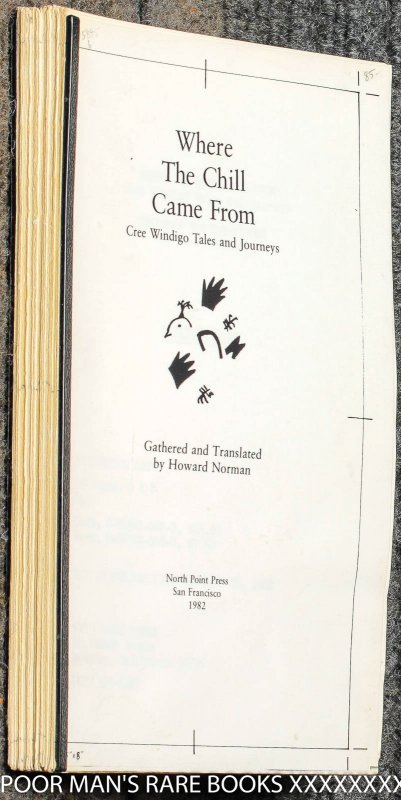 85-
Where
The Chill
Came From
Cree Windigo Tales and Journeys
Gathered and Translated
by Howard Norman
North Point Press
San Francisco
1982
POOR MAN'S RARE BOOKS XXXXXXXX